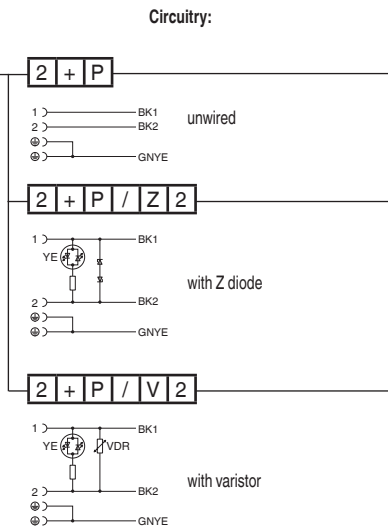 Circuitry:
2 + P
1 BK1
2 BK2
unwired
GNYE
2 + P / Z 2
1 BK1
YE
with Z diode
2 BK2
GNYE
2 + P / V 2
1 BK1
YE VDR
with varistor
2 BK2
GNYE